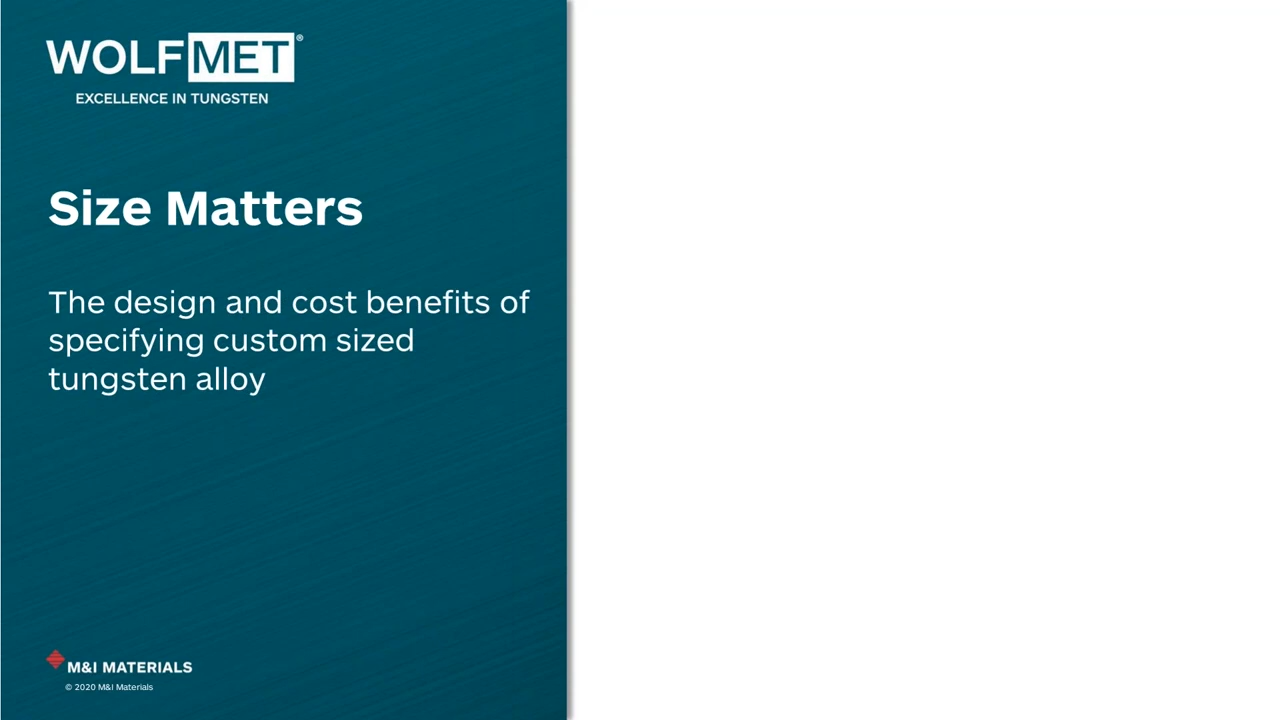 WOLFMET®
EXCELLENCE IN TUNGSTEN
Size Matters
The design and cost benefits of
specifying custom sized
tungsten alloy
M&I MATERIALS
© 2020 M&I Materials